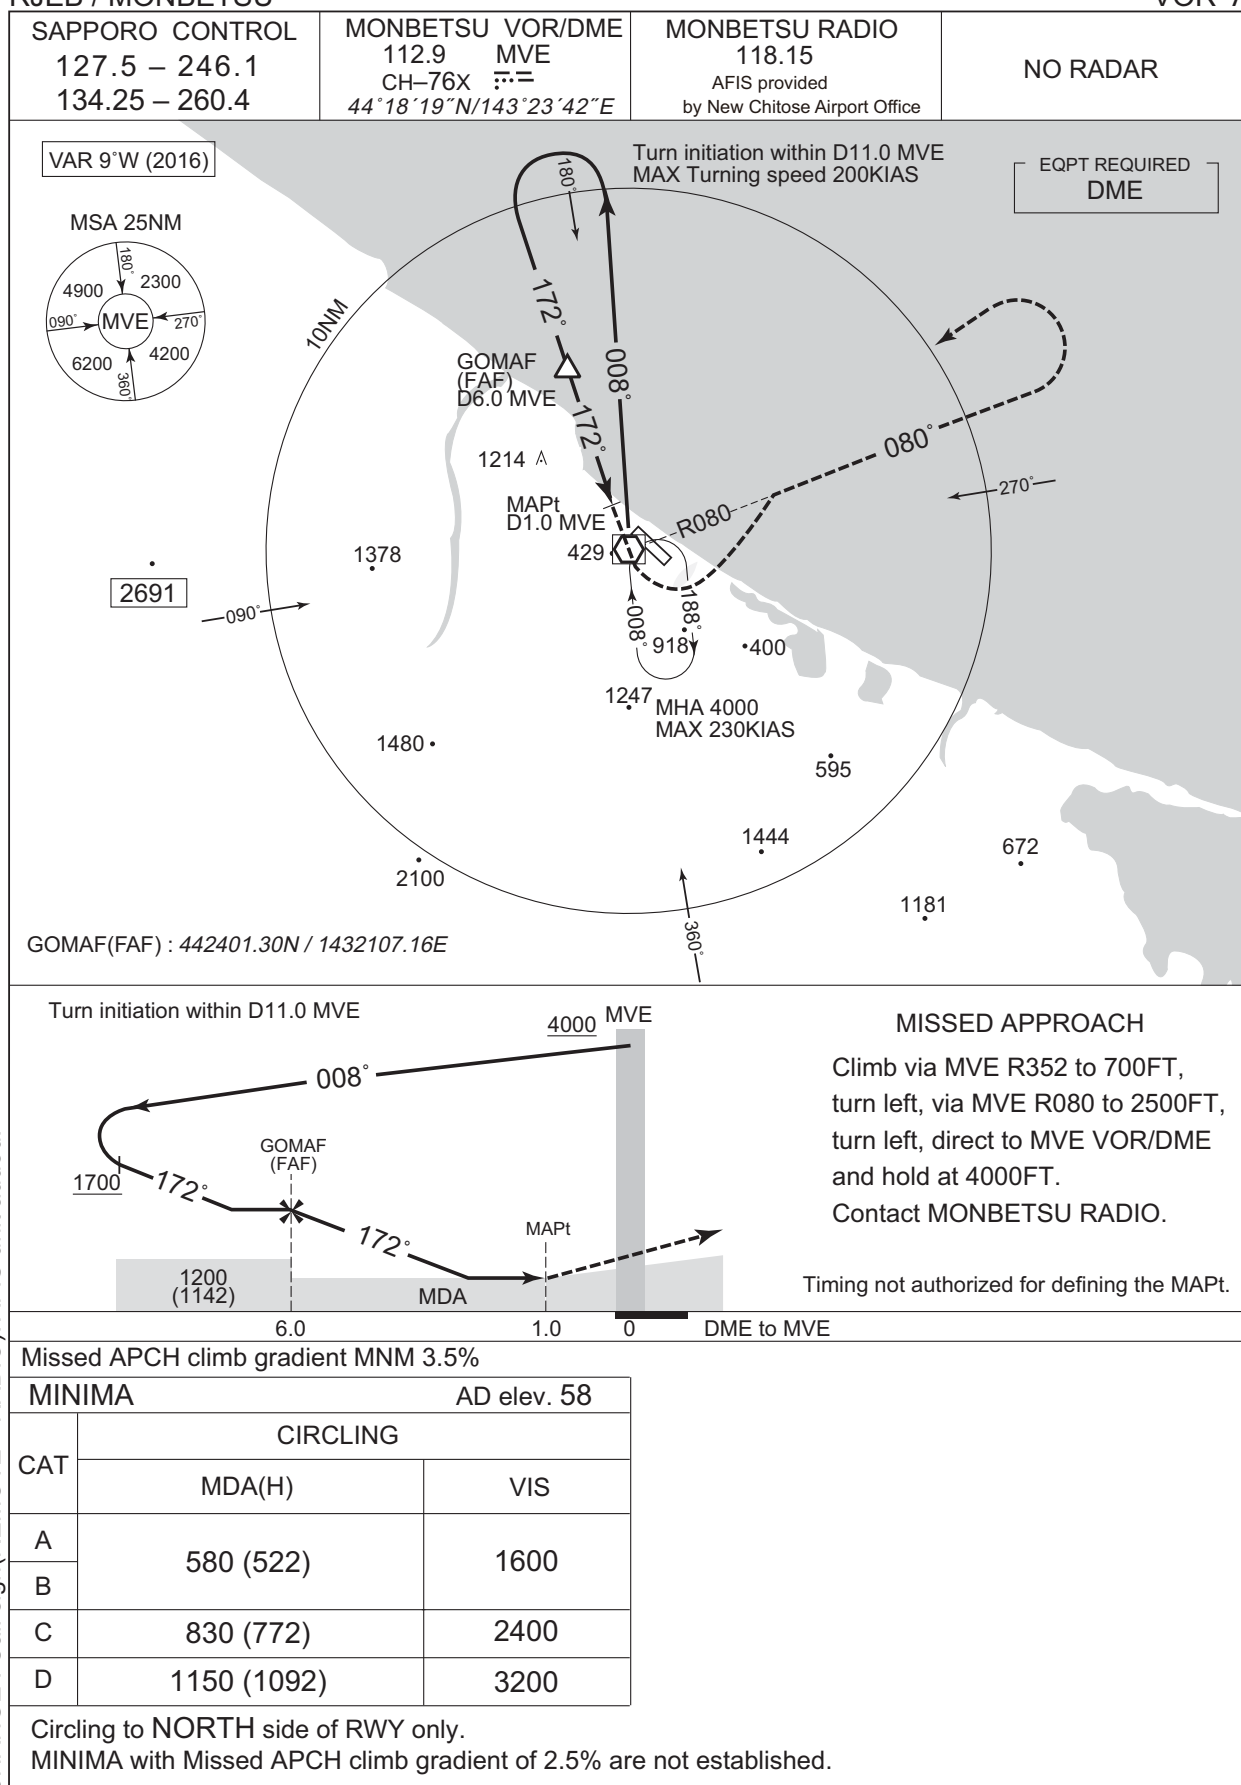 RJEB / MONBETSU
VOR
SAPPORO CONTROL
127.5 – 246.1
134.25 – 260.4
MONBETSU VOR/DME
112.9 MVE
CH–76X
44°18′19″N/143°23′42″E
MONBETSU RADIO
118.15
AFIS provided
by New Chitose Airport Office
NO RADAR
VAR 9°W (2016)
Turn initiation within D11.0 MVE
MAX Turning speed 200KIAS
EQPT REQUIRED
DME
MSA 25NM
180°
4900
2300
090°
MVE
270°
6200
4200
360°
180°
10NM
172°
008°
GOMAF
(FAF)
D6.0 MVE
172°
080°
1214
270°
MAPt
D1.0 MVE
R080
429
1378
2691
090°
008°
188°
918
400
1247
MHA 4000
MAX 230KIAS
1480
595
1444
672
2100
1181
360°
GOMAF(FAF) : 442401.30N / 1432107.16E
Turn initiation within D11.0 MVE
4000
MVE
008°
GOMAF
(FAF)
1700
172°
172°
MAPt
1200
(1142)
MDA
6.0
1.0
0
DME to MVE
MISSED APPROACH
Climb via MVE R352 to 700FT,
turn left, via MVE R080 to 2500FT,
turn left, direct to MVE VOR/DME
and hold at 4000FT.
Contact MONBETSU RADIO.
Timing not authorized for defining the MAPt.
Missed APCH climb gradient MNM 3.5%
MINIMA AD elev. 58
CAT
CIRCLING
MDA(H) VIS
A
B
580 (522) 1600
C 830 (772) 2400
D 1150 (1092) 3200
Circling to NORTH side of RWY only.
MINIMA with Missed APCH climb gradient of 2.5% are not established.